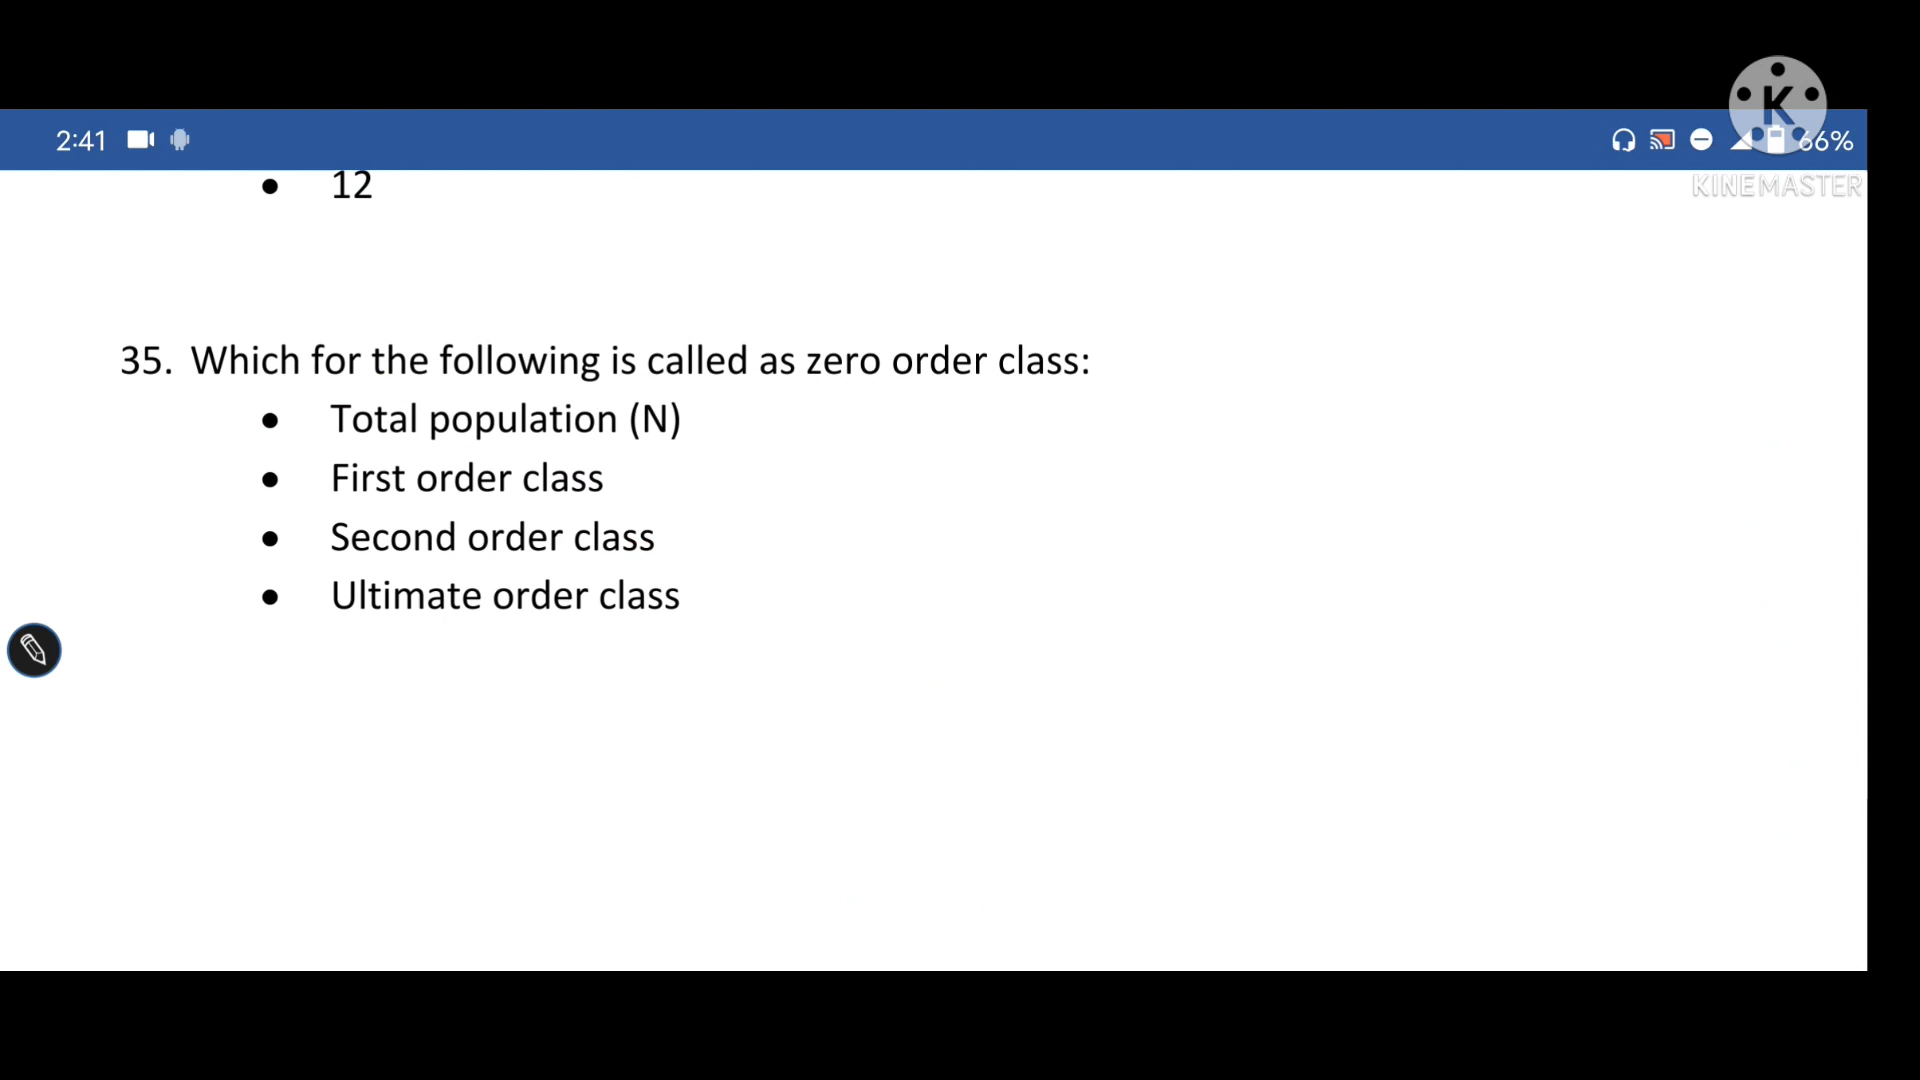 2:41
66%
K
KINEMASTER
• 12
35. Which for the following is called as zero order class:
• Total population (N)
• First order class
• Second order class
• Ultimate order class